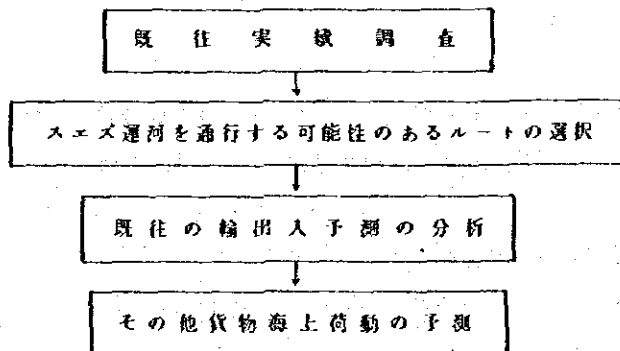 既往実績調査
スエズ運河を通行する可能性のあるルートの選択
既往の輸出入予測の分析
その他貨物海上荷動の予測